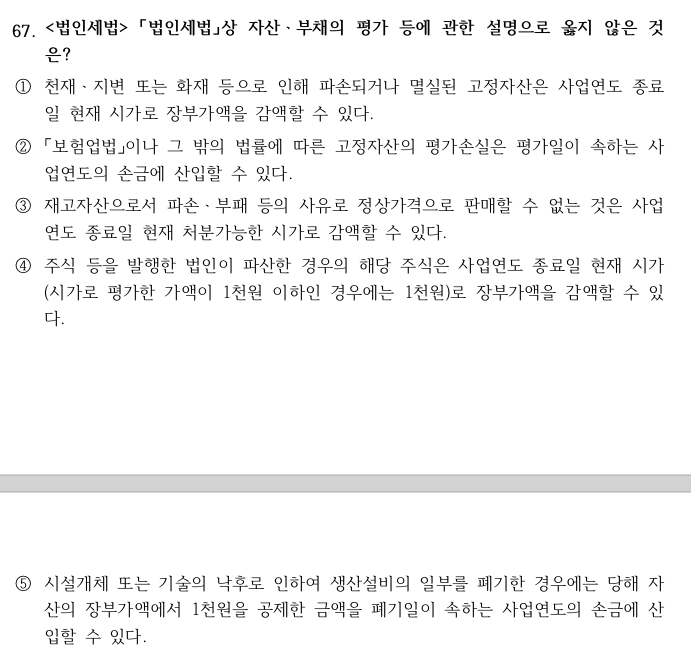 67. <법인세법> 「법인세법」상 자산ㆍ부채의 평가 등에 관한 설명으로 옳지 않은 것
은?
① 천재ㆍ지변 또는 화재 등으로 인해 파손되거나 멸실된 고정자산은 사업연도 종료
일 현재 시가로 장부가액을 감액할 수 있다.
② 「보험업법」이나 그 밖의 법률에 따른 고정자산의 평가손실은 평가일이 속하는 사
업연도의 손금에 산입할 수 있다.
③ 재고자산으로서 파손ㆍ부패 등의 사유로 정상가격으로 판매할 수 없는 것은 사업
연도 종료일 현재 처분가능한 시가로 감액할 수 있다.
④ 주식 등을 발행한 법인이 파산한 경우의 해당 주식은 사업연도 종료일 현재 시가
(시가로 평가한 가액이 1천원 이하인 경우에는 1천원)로 장부가액을 감액할 수 있
다.
⑤ 시설개체 또는 기술의 낙후로 인하여 생산설비의 일부를 폐기한 경우에는 당해 자
산의 장부가액에서 1천원을 공제한 금액을 폐기일이 속하는 사업연도의 손금에 산
입할 수 있다.